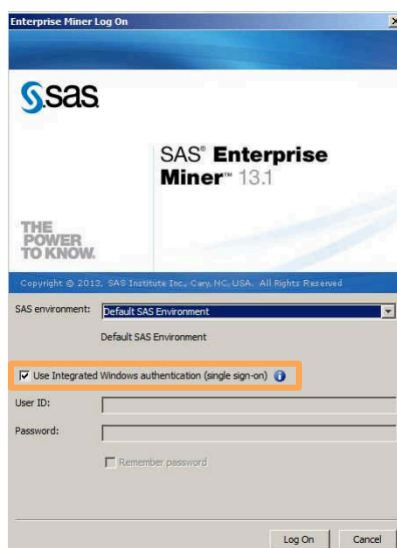 Enterprise Miner Log On
sas
SAS® Enterprise
Miner™ 13.1
THE
POWER
TO KNOW.
Copyright © 2013, SAS Institute Inc., Cary, NC, USA. All Rights Reserved
SAS environment: Default SAS Environment
Default SAS Environment
Use Integrated Windows authentication (single sign-on)
User ID:
Password:
Remember password
Log On Cancel